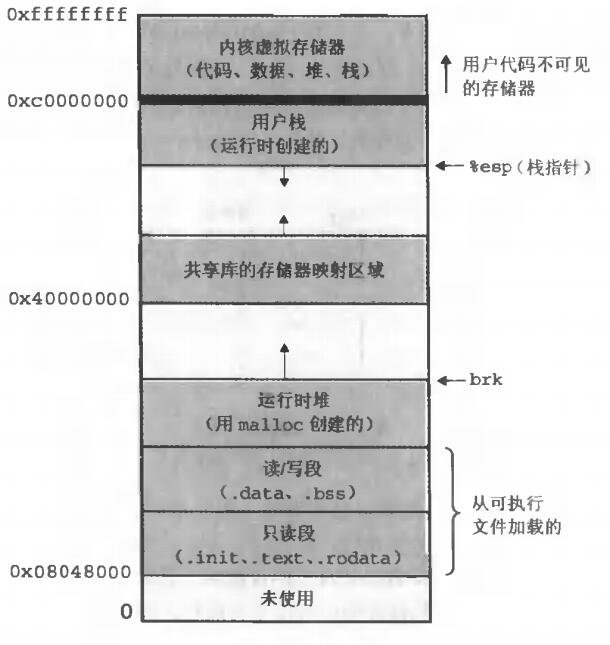 0xffffffff
内核虚拟存储器
（代码、数据、堆、栈）
用户代码不可见
的存储器
0xc0000000
用户栈
（运行时创建的）
%esp（栈指针）
共享库的存储器映射区域
0x40000000
brk
运行时堆
（用 malloc 创建的）
读/写段
（.data、.bss）
从可执行
文件加载的
只读段
（.init、.text、.rodata）
0x08048000
未使用
0